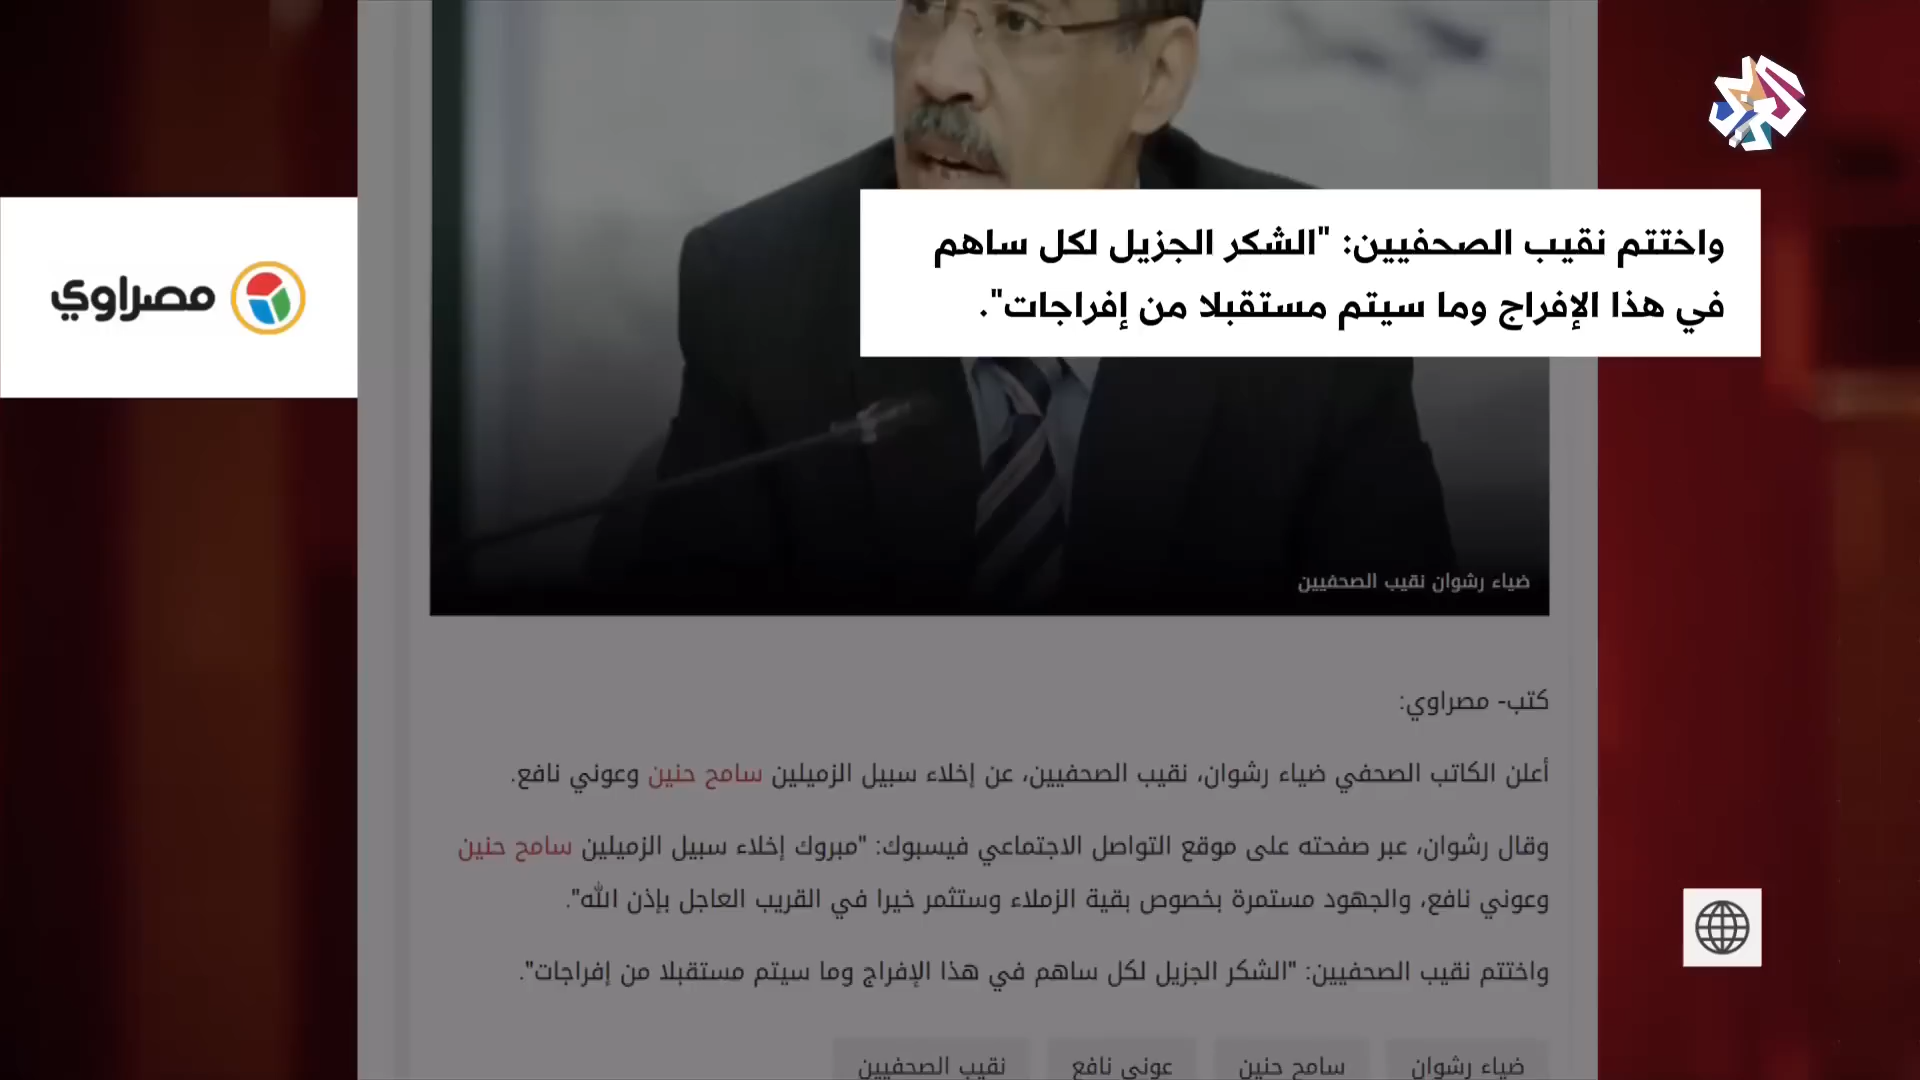 واختتم نقيب الصحفيين: "الشكر الجزيل لكل ساهم
في هذا الإفراج وما سيتم مستقبلا من إفراجات".
مصراوي
ضياء رشوان نقيب الصحفيين
كتب- مصراوي:
أعلن الكاتب الصحفي ضياء رشوان، نقيب الصحفيين، عن إخلاء سبيل الزميلين سامح حنين وعوني نافع.
وقال رشوان، عبر صفحته على موقع التواصل الاجتماعي فيسبوك: "مبروك إخلاء سبيل الزميلين سامح حنين
وعوني نافع، والجهود مستمرة بخصوص بقية الزملاء وستثمر خيرا في القريب العاجل بإذن الله".
واختتم نقيب الصحفيين: "الشكر الجزيل لكل ساهم في هذا الإفراج وما سيتم مستقبلا من إفراجات".
ضياء رشوان سامح حنين عوني نافع نقيب الصحفيين